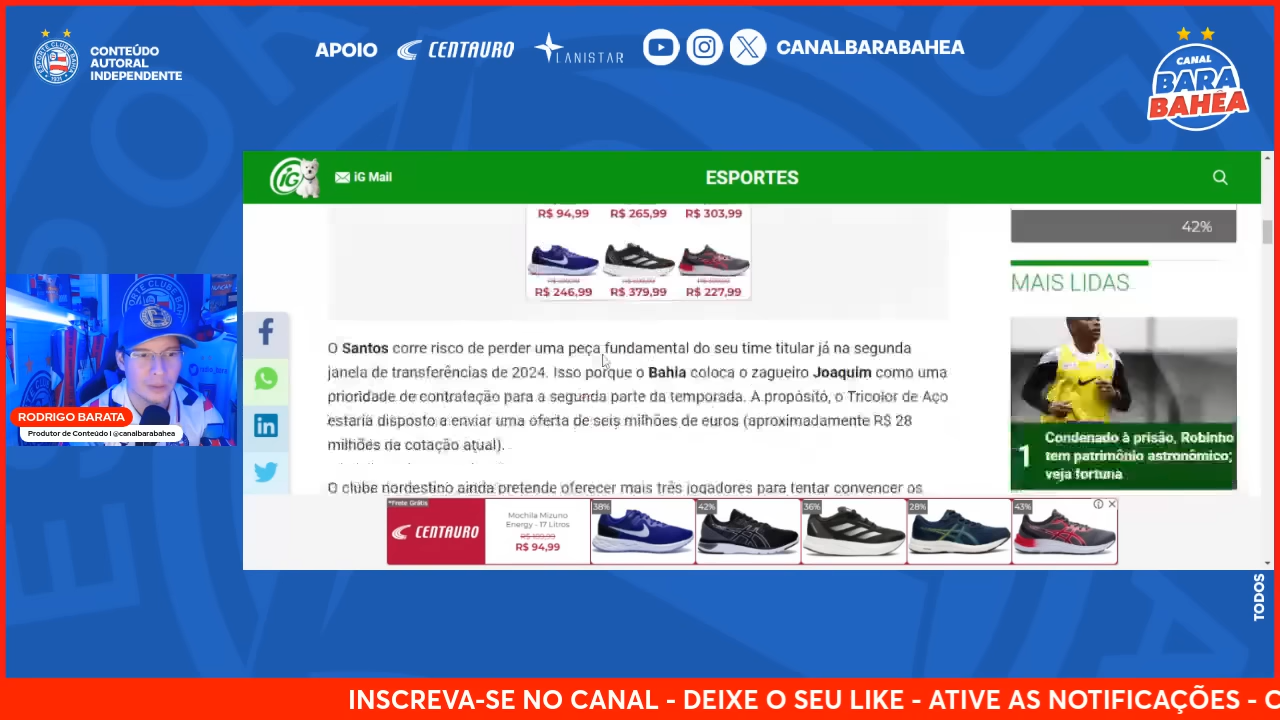 CONTEÚDO
AUTORAL
INDEPENDENTE
APOIO
CENTAURO
LANISTAR
CANALBARABAHEA
CANAL
BARA
BAHÊA
iG
iG Mail
ESPORTES
R$ 94,99 R$ 265,99 R$ 303,99
R$ 246,99 R$ 379,99 R$ 227,99
42%
MAIS LIDAS
O Santos corre risco de perder uma peça fundamental do seu time titular já na segunda
janela de transferências de 2024. Isso porque o Bahia coloca o zagueiro Joaquim como uma
prioridade de contratação para a segunda parte da temporada. A propósito, o Tricolor de Aço
estaria disposto a enviar uma oferta de seis milhões de euros (aproximadamente R$ 28
milhões de cotação atual).
O clube nordestino ainda pretende oferecer mais três jogadores para tentar convencer os
1
Condenado à prisão, Robinho
tem patrimônio astronômico;
veja fortuna
RODRIGO BARATA
Produtor de Conteúdo | @canalbarabahea
*Frete Grátis
CENTAURO
Mochila Mizuno
Energy - 17 Litros
R$ 94,99
38% 42% 36% 28% 43%
TODOS
INSCREVA-SE NO CANAL - DEIXE O SEU LIKE - ATIVE AS NOTIFICAÇÕES - C